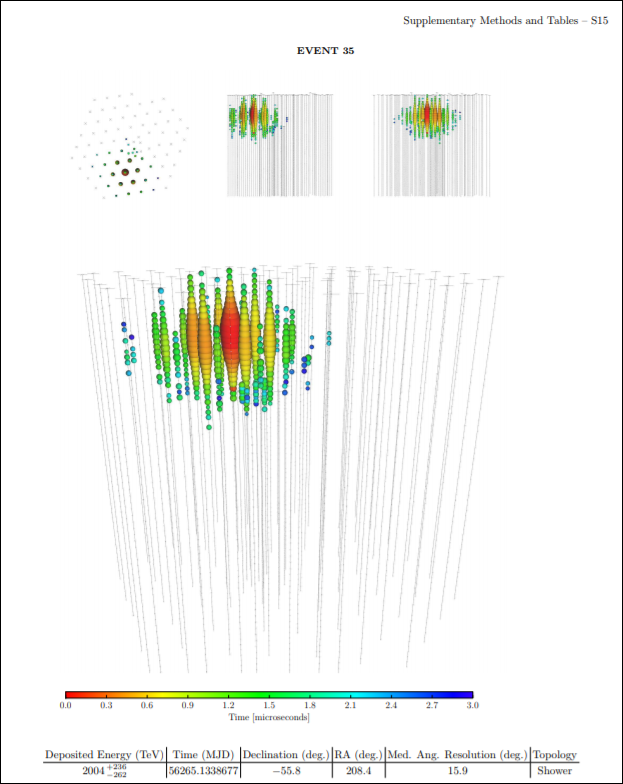 Supplementary Methods and Tables – S15
EVENT 35
0.0 0.3 0.6 0.9 1.2 1.5 1.8 2.1 2.4 2.7 3.0
Time [microseconds]
Deposited Energy (TeV) Time (MJD) Declination (deg.) RA (deg.) Med. Ang. Resolution (deg.) Topology
2004 +236 −262 56265.1338677 −55.8 208.4 15.9 Shower